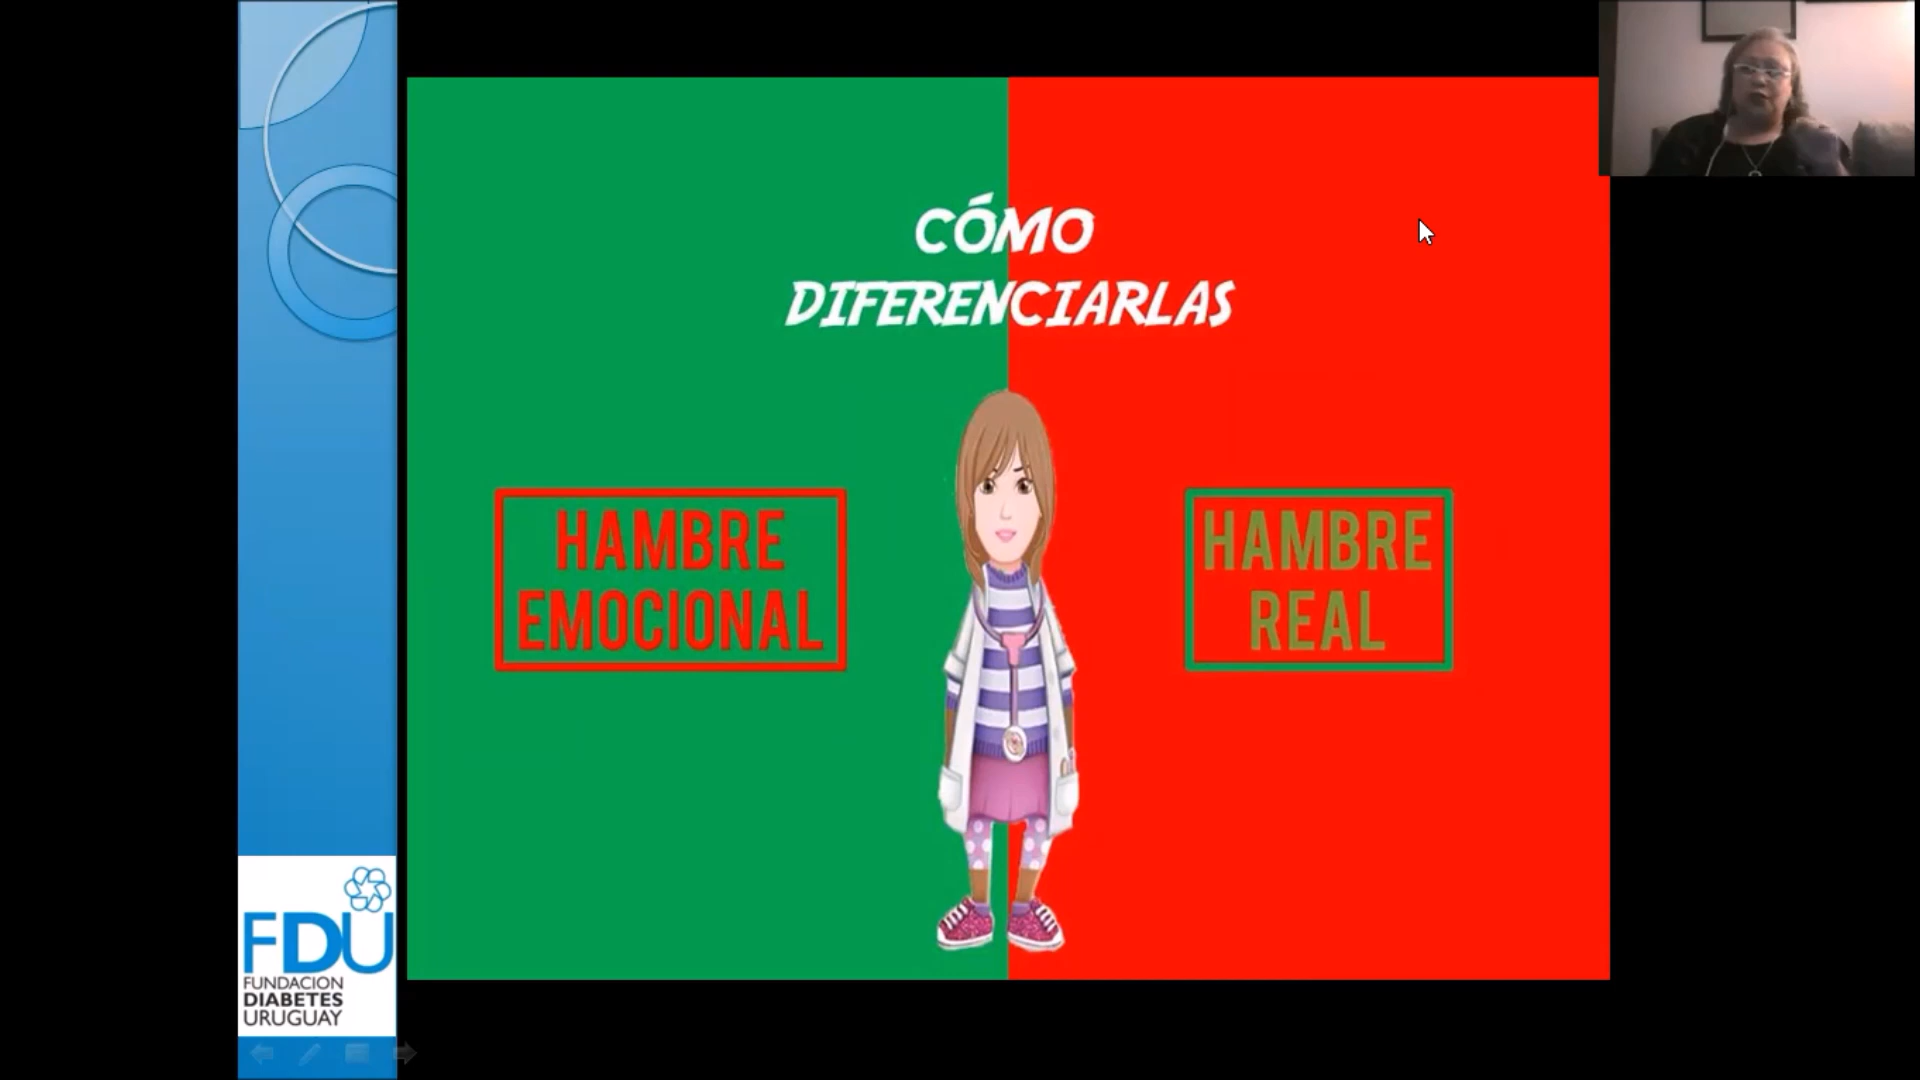 CÓMO
DIFERENCIARLAS
HAMBRE
EMOCIONAL
HAMBRE
REAL
FDU
FUNDACION
DIABETES
URUGUAY